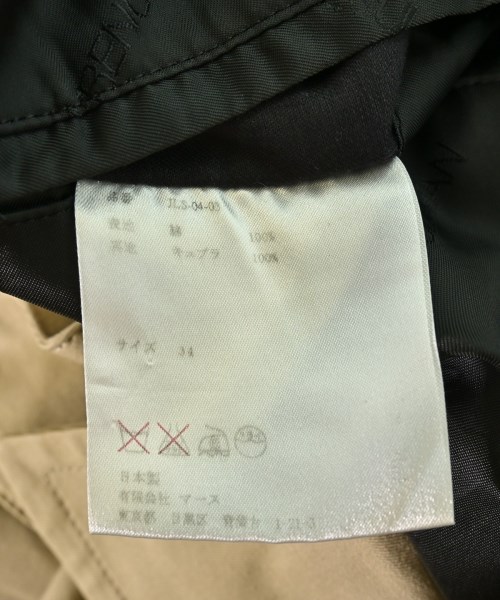 RENC
品番 JLS-04-03
表地 綿 100%
裏地 キュプラ 100%
サイズ 34
日本製
有限会社 マース
東京都 目黒区 青葉台 1-21-3